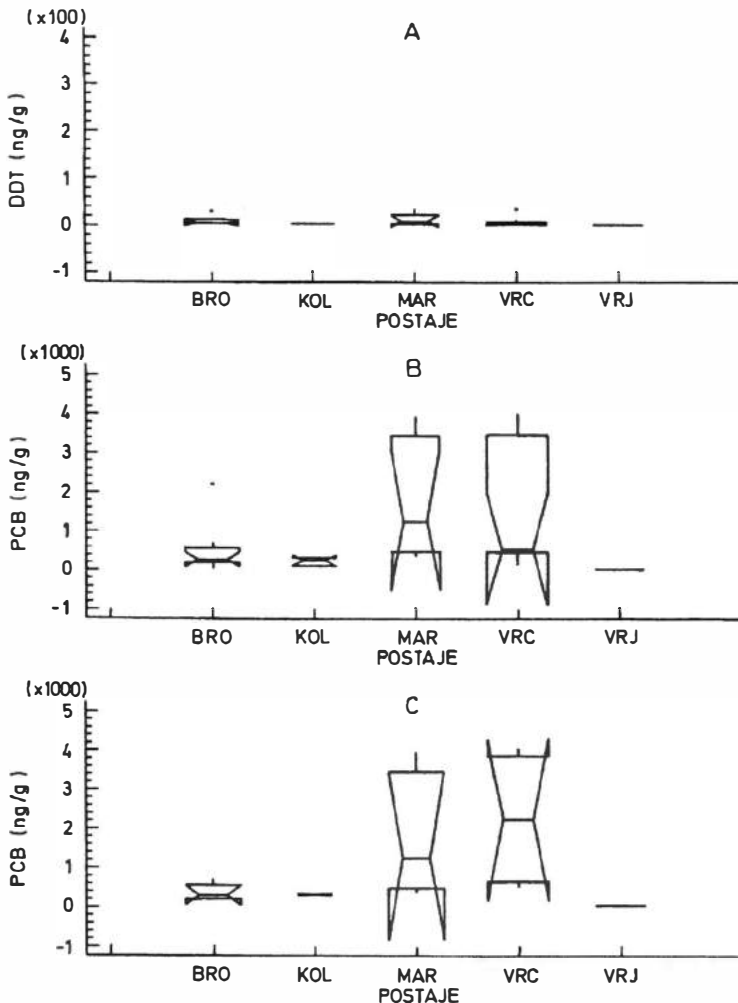 (x100)
A
4
3
2
1
0
-1
DDT (ng/g)
BRO KOL MAR VRC VRJ
POSTAJE
(x1000)
B
5
4
3
2
1
0
-1
PCB (ng/g)
BRO KOL MAR VRC VRJ
POSTAJE
(x1000)
C
5
4
3
2
1
0
-1
PCB (ng/g)
BRO KOL MAR VRC VRJ
POSTAJE